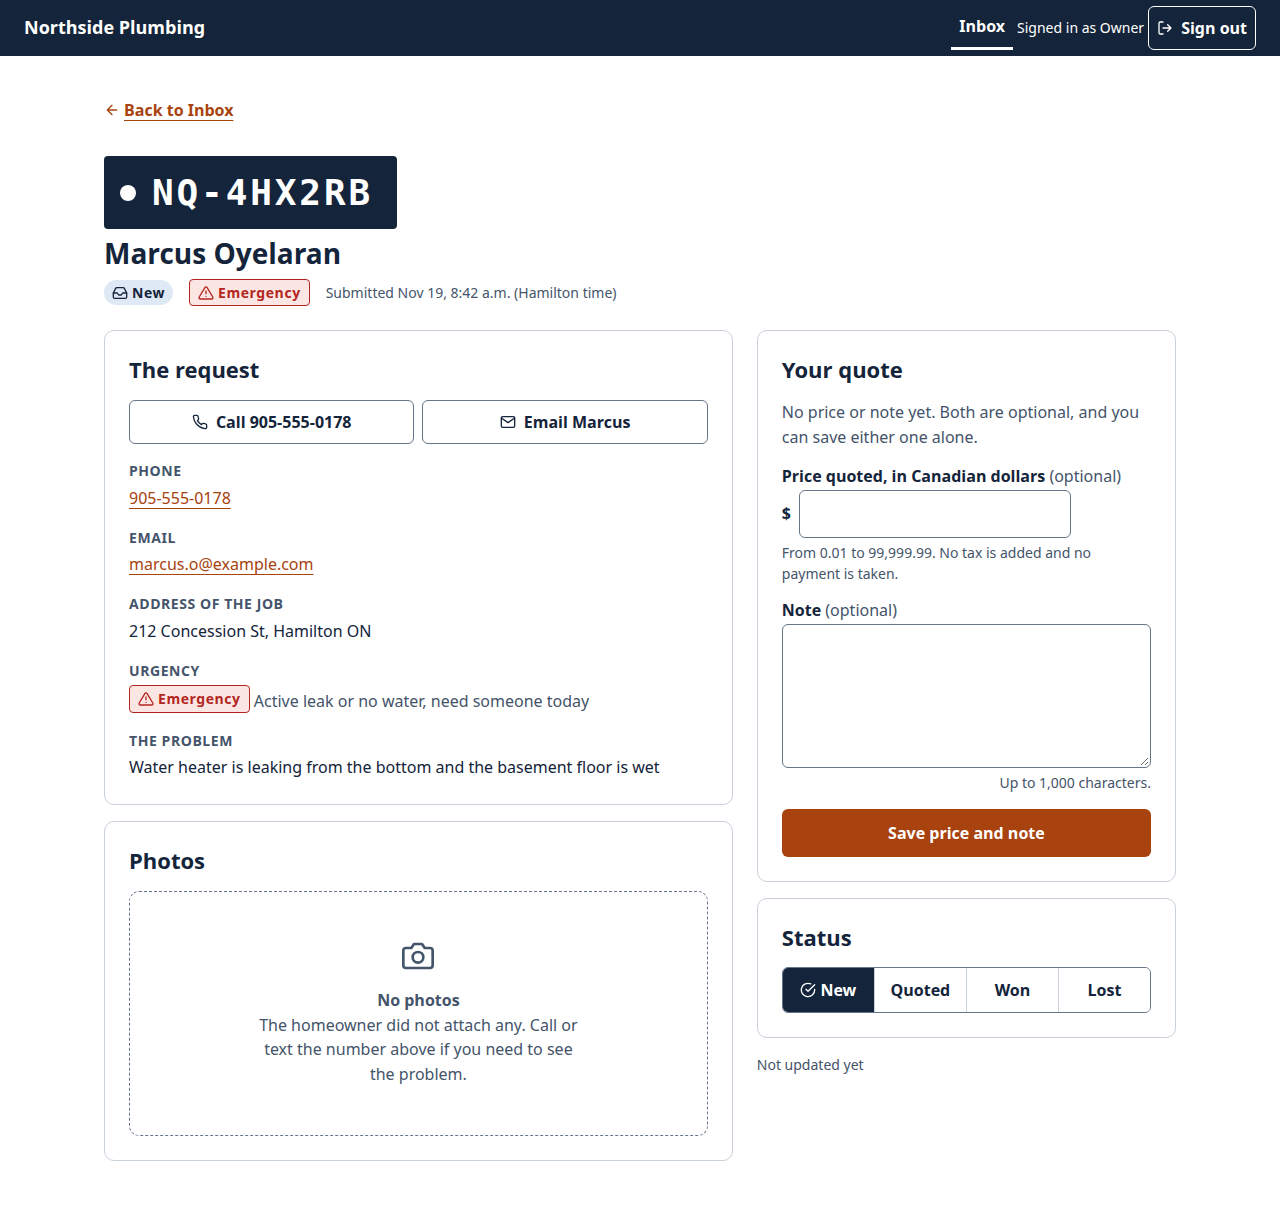 Northside Plumbing
Inbox
Signed in as Owner
Sign out
Back to Inbox
NQ-4HX2RB
Marcus Oyelaran
New
Emergency
Submitted Nov 19, 8:42 a.m. (Hamilton time)
The request
Call 905-555-0178
Email Marcus
PHONE
905-555-0178
EMAIL
marcus.o@example.com
ADDRESS OF THE JOB
212 Concession St, Hamilton ON
URGENCY
Emergency Active leak or no water, need someone today
THE PROBLEM
Water heater is leaking from the bottom and the basement floor is wet
Photos
No photos
The homeowner did not attach any. Call or
text the number above if you need to see
the problem.
Your quote
No price or note yet. Both are optional, and you
can save either one alone.
Price quoted, in Canadian dollars (optional)
$
From 0.01 to 99,999.99. No tax is added and no
payment is taken.
Note (optional)
Up to 1,000 characters.
Save price and note
Status
New
Quoted
Won
Lost
Not updated yet